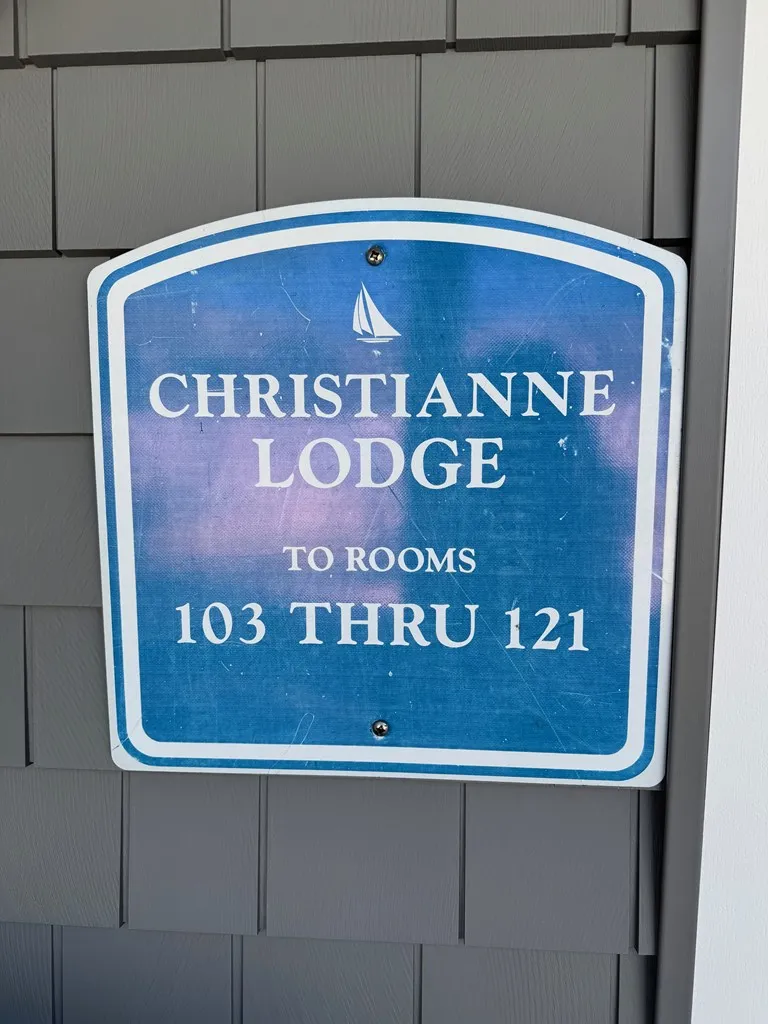 CHRISTIANNE
LODGE
TO ROOMS
103 THRU 121